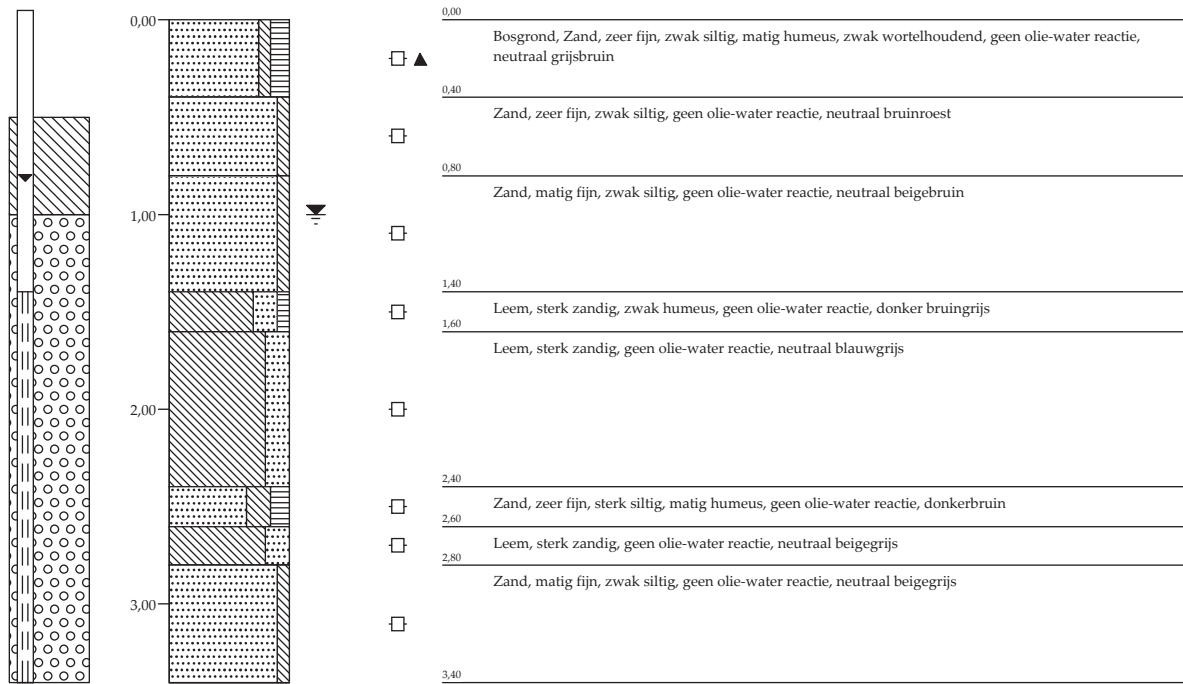 0,00
0,00
Bosgrond, Zand, zeer fijn, zwak siltig, matig humeus, zwak wortelhoudend, geen olie-water reactie,
neutraal grijsbruin
0,40
Zand, zeer fijn, zwak siltig, geen olie-water reactie, neutraal bruinroest
0,80
Zand, matig fijn, zwak siltig, geen olie-water reactie, neutraal beigebruin
1,00
1,40
Leem, sterk zandig, zwak humeus, geen olie-water reactie, donker bruingrijs
1,60
Leem, sterk zandig, geen olie-water reactie, neutraal blauwgrijs
2,00
2,40
Zand, zeer fijn, sterk siltig, matig humeus, geen olie-water reactie, donkerbruin
2,60
Leem, sterk zandig, geen olie-water reactie, neutraal beigegrijs
2,80
Zand, matig fijn, zwak siltig, geen olie-water reactie, neutraal beigegrijs
3,00
3,40